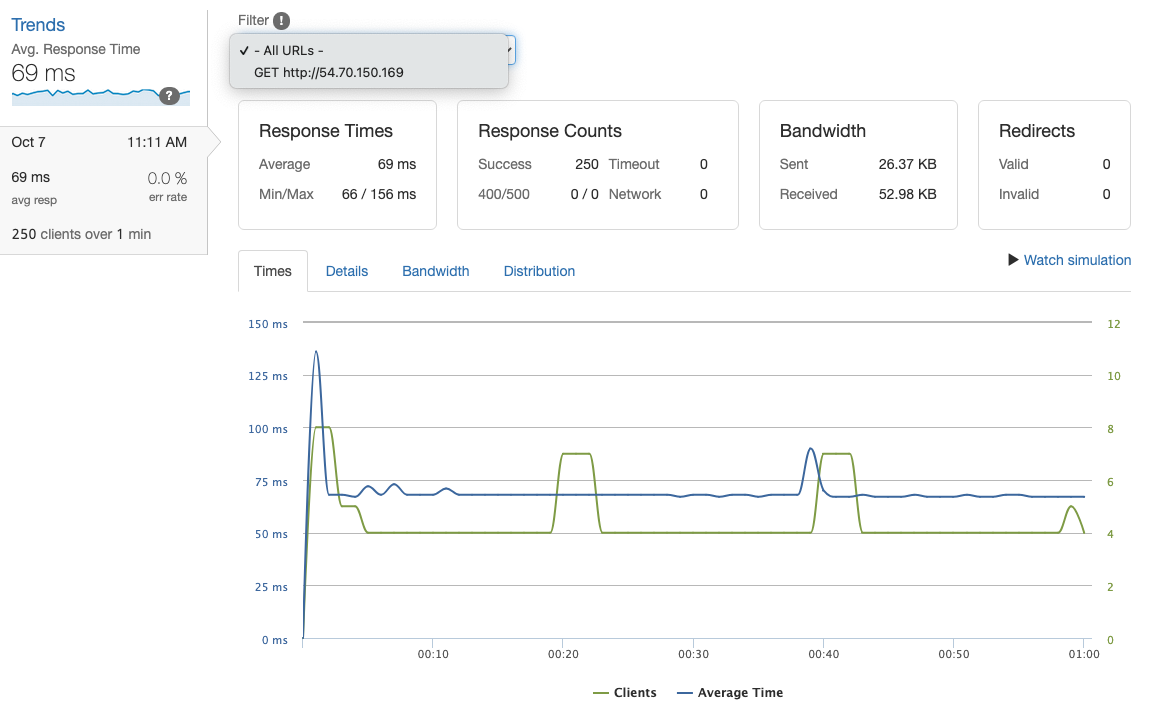 Trends
Avg. Response Time
69 ms
?
Oct 7 11:11 AM
69 ms 0.0 %
avg resp err rate
250 clients over 1 min
Filter !
✓ - All URLs -
GET http://54.70.150.169
Response Times
Average 69 ms
Min/Max 66 / 156 ms
Response Counts
Success 250 Timeout 0
400/500 0 / 0 Network 0
Bandwidth
Sent 26.37 KB
Received 52.98 KB
Redirects
Valid 0
Invalid 0
Times Details Bandwidth Distribution
Watch simulation
150 ms 12
125 ms 10
100 ms 8
75 ms 6
50 ms 4
25 ms 2
0 ms 0
00:10 00:20 00:30 00:40 00:50 01:00
Clients Average Time